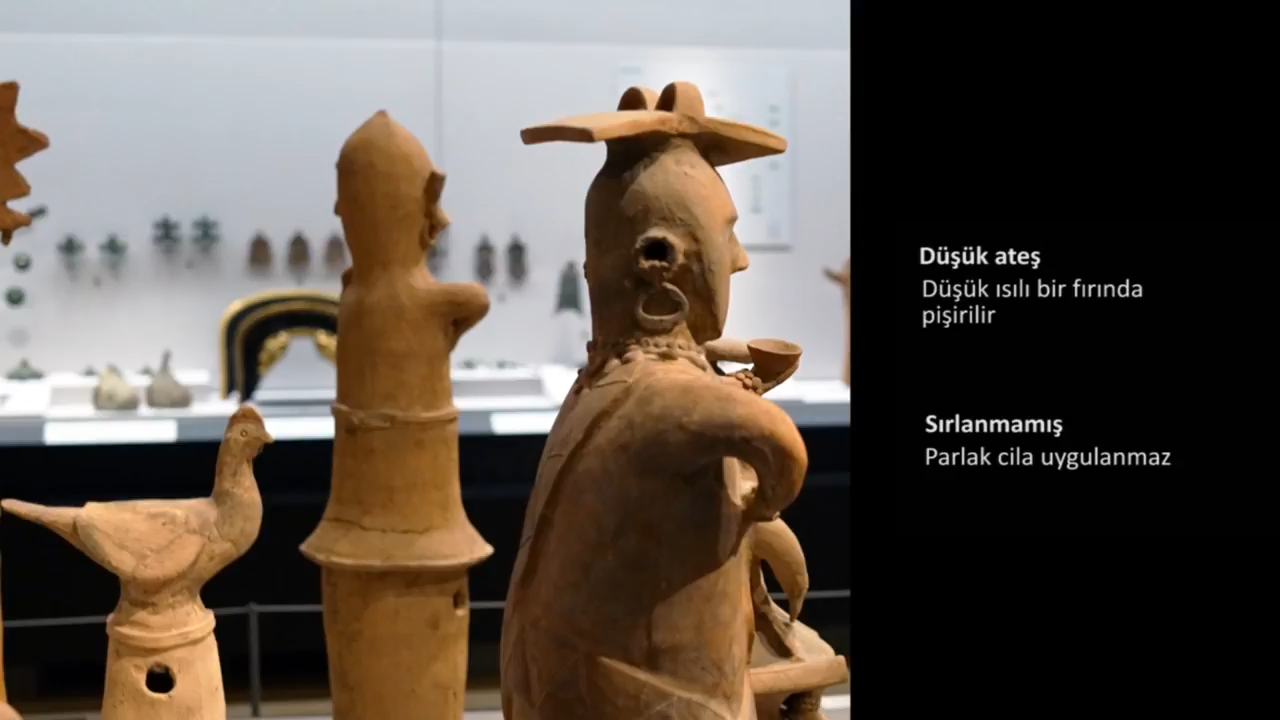 Düşük ateş
Düşük ısılı bir fırında
pişirilir
Sırlanmamış
Parlak cila uygulanmaz